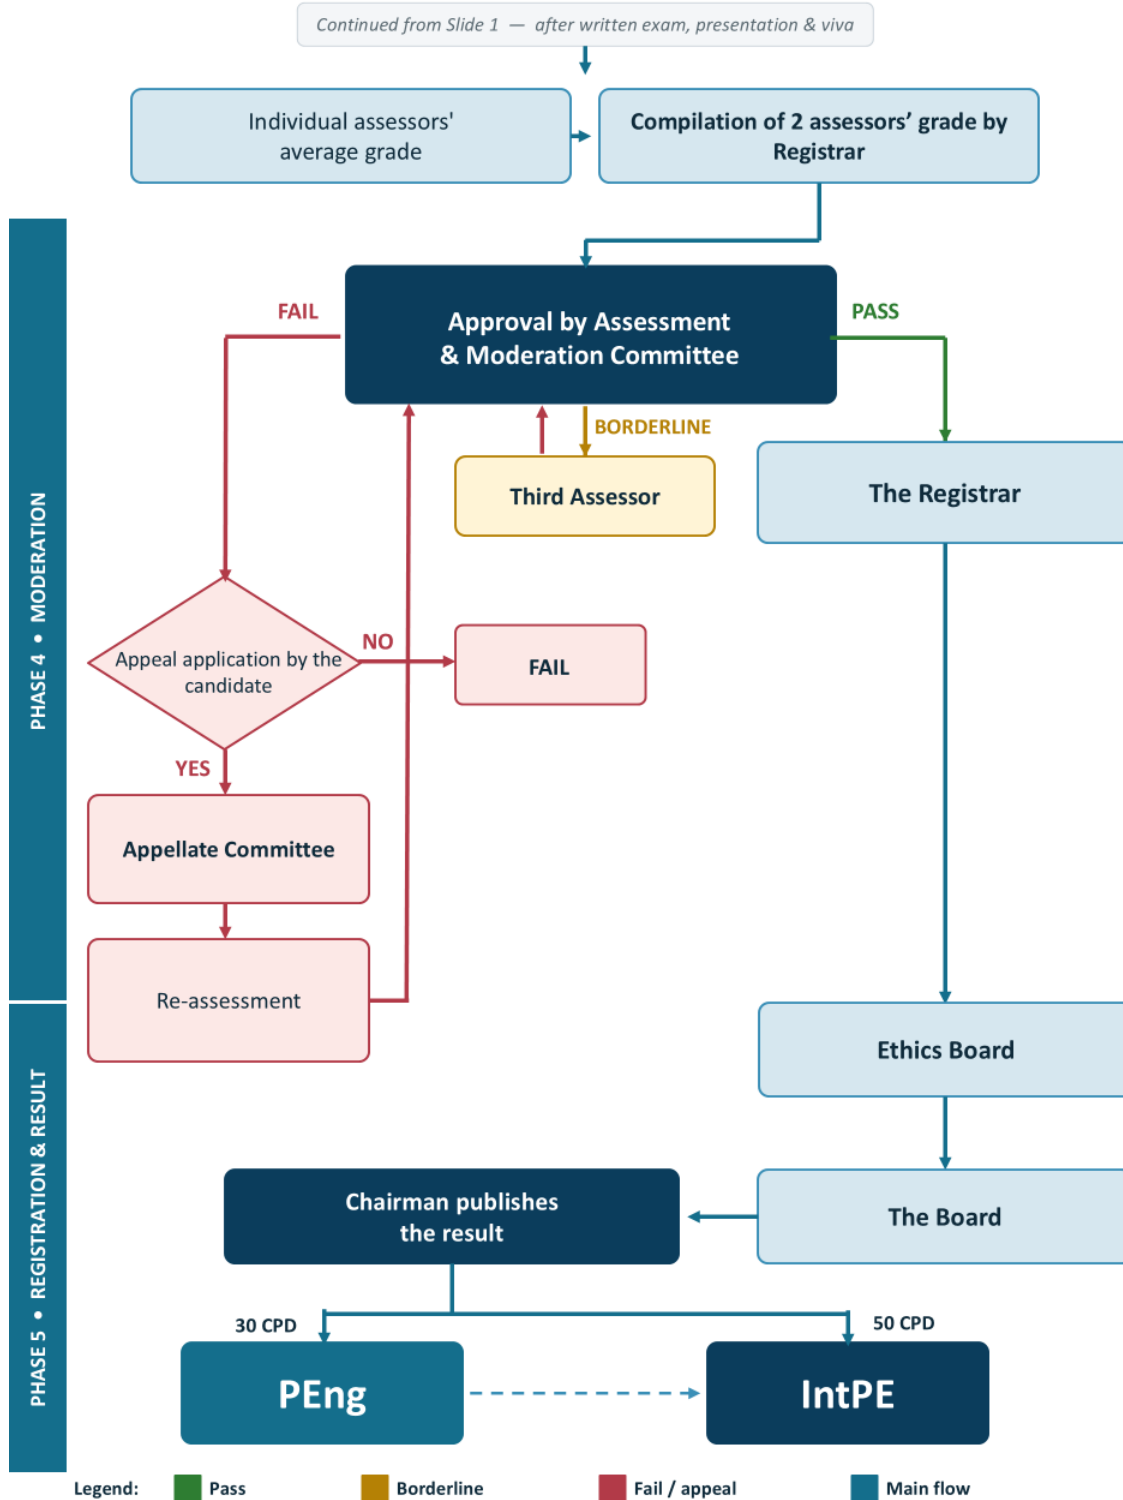 Continued from Slide 1 — after written exam, presentation & viva
Individual assessors'
average grade
Compilation of 2 assessors’ grade by
Registrar
PHASE 4 • MODERATION
FAIL
Approval by Assessment
& Moderation Committee
PASS
BORDERLINE
Third Assessor
The Registrar
Appeal application by the
candidate
NO
FAIL
YES
Appellate Committee
Re-assessment
PHASE 5 • REGISTRATION & RESULT
Ethics Board
The Board
Chairman publishes
the result
30 CPD
50 CPD
PEng
IntPE
Legend:
Pass
Borderline
Fail / appeal
Main flow